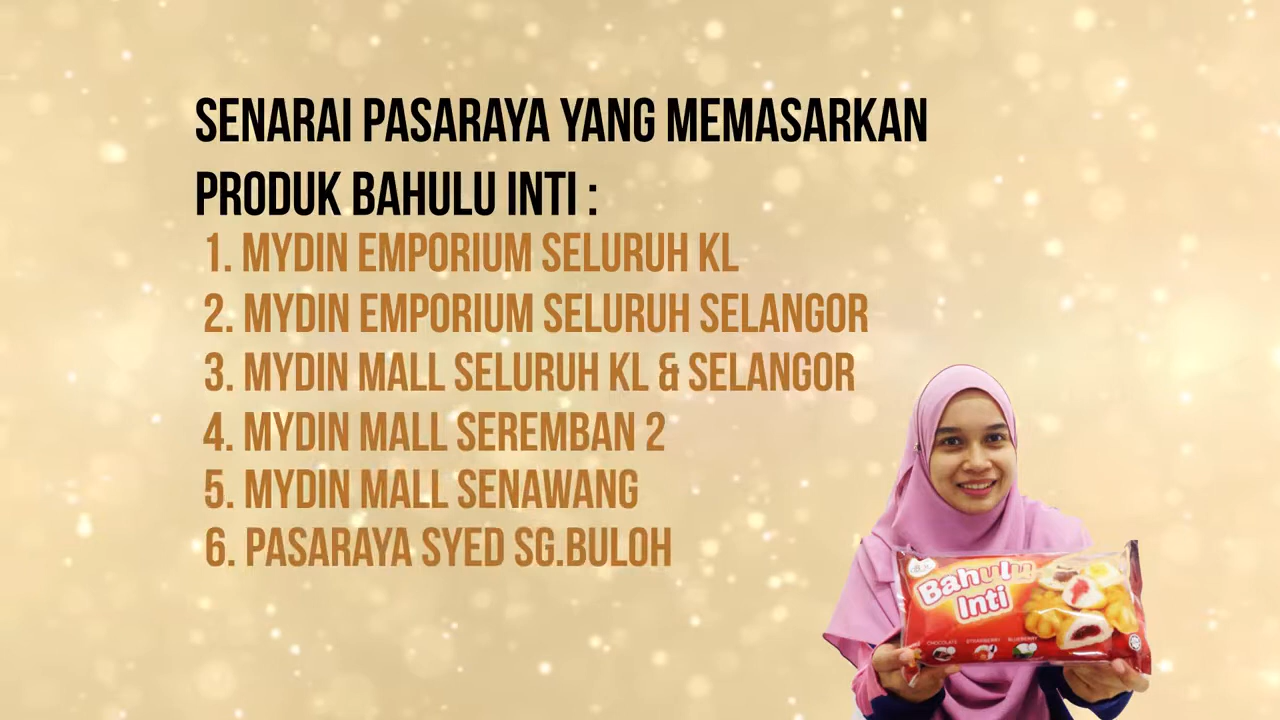 SENARAI PASARAYA YANG MEMASARKAN
PRODUK BAHULU INTI :
1. MYDIN EMPORIUM SELURUH KL
2. MYDIN EMPORIUM SELURUH SELANGOR
3. MYDIN MALL SELURUH KL & SELANGOR
4. MYDIN MALL SEREMBAN 2
5. MYDIN MALL SENAWANG
6. PASARAYA SYED SG.BULOH
Bahulu
Inti
CHOCOLATE STRAWBERRY BLUEBERRY